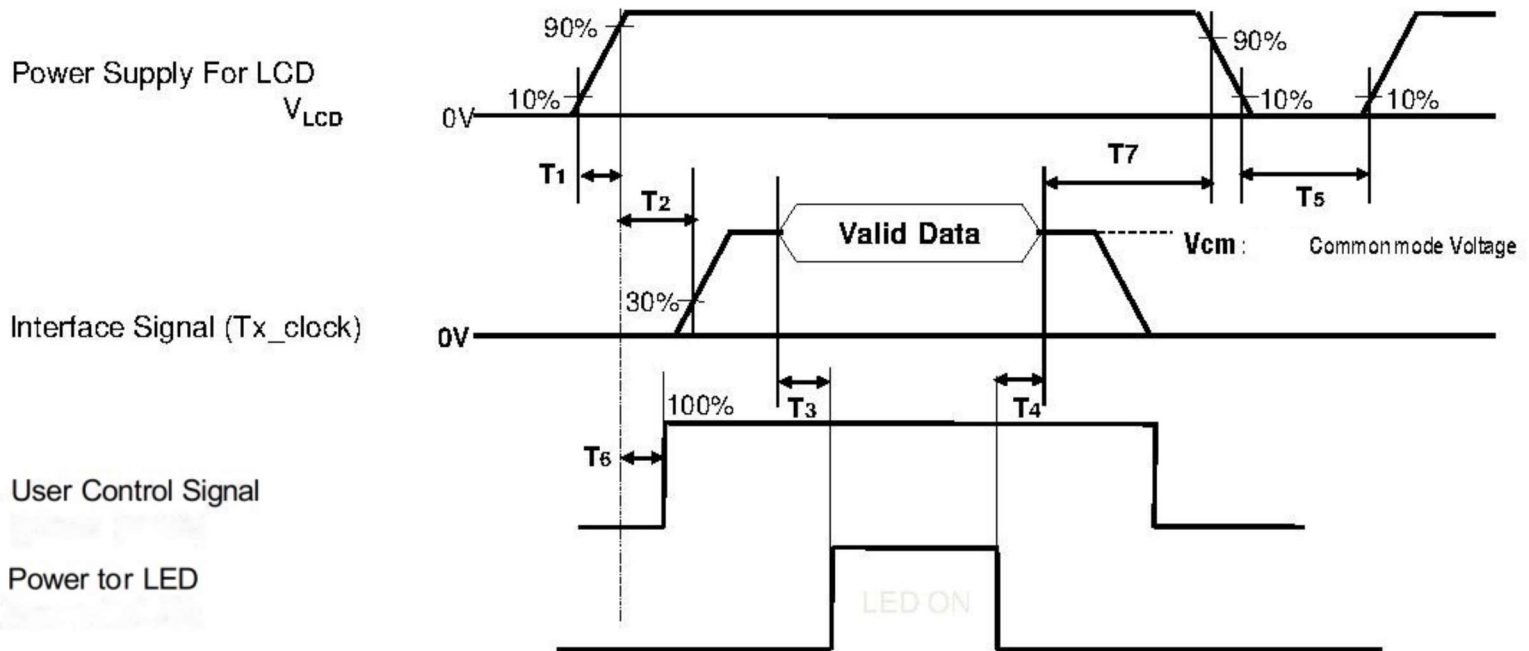 90%
90%
Power Supply For LCD
10%
10%
10%
VLCD
0V
T1
T7
T2
T5
Valid Data
Vcm : Common mode Voltage
30%
Interface Signal (Tx_clock)
0V
100%
T3
T4
T6
User Control Signal
Power tor LED
LED ON